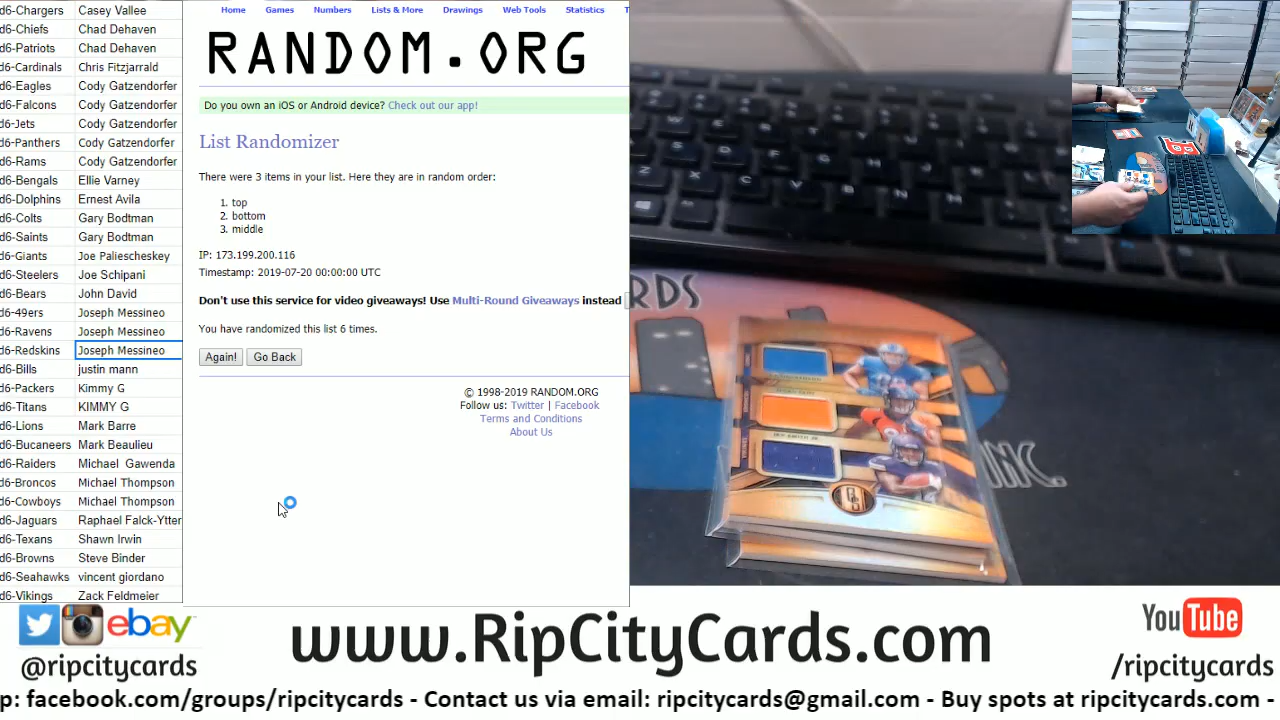 d6-Chargers Casey Vallee
d6-Chiefs Chad Dehaven
d6-Patriots Chad Dehaven
d6-Cardinals Chris Fitzjarrald
d6-Eagles Cody Gatzendorfer
d6-Falcons Cody Gatzendorfer
d6-Jets Cody Gatzendorfer
d6-Panthers Cody Gatzendorfer
d6-Rams Cody Gatzendorfer
d6-Bengals Ellie Varney
d6-Dolphins Ernest Avila
d6-Colts Gary Bodtman
d6-Saints Gary Bodtman
d6-Giants Joe Paliescheskey
d6-Steelers Joe Schipani
d6-Bears John David
d6-49ers Joseph Messineo
d6-Ravens Joseph Messineo
d6-Redskins Joseph Messineo
d6-Bills justin mann
d6-Packers Kimmy G
d6-Titans KIMMY G
d6-Lions Mark Barre
d6-Bucaneers Mark Beaulieu
d6-Raiders Michael Gawenda
d6-Broncos Michael Thompson
d6-Cowboys Michael Thompson
d6-Jaguars Raphael Falck-Ytter
d6-Texans Shawn Irwin
d6-Browns Steve Binder
d6-Seahawks vincent giordano
d6-Vikings Zack Feldmeier
Home Games Numbers Lists & More Drawings Web Tools Statistics T
RANDOM.ORG
Do you own an iOS or Android device? Check out our app!
List Randomizer
There were 3 items in your list. Here they are in random order:
1. top
2. bottom
3. middle
IP: 173.199.200.116
Timestamp: 2019-07-20 00:00:00 UTC
Don't use this service for video giveaways! Use Multi-Round Giveaways instead
You have randomized this list 6 times.
Again! Go Back
© 1998-2019 RANDOM.ORG
Follow us: Twitter | Facebook
Terms and Conditions
About Us
RDS
INC.
ebay
@ripcitycards
www.RipCityCards.com
YouTube
/ripcitycards
p: facebook.com/groups/ripcitycards - Contact us via email: ripcitycards@gmail.com - Buy spots at ripcitycards.com -